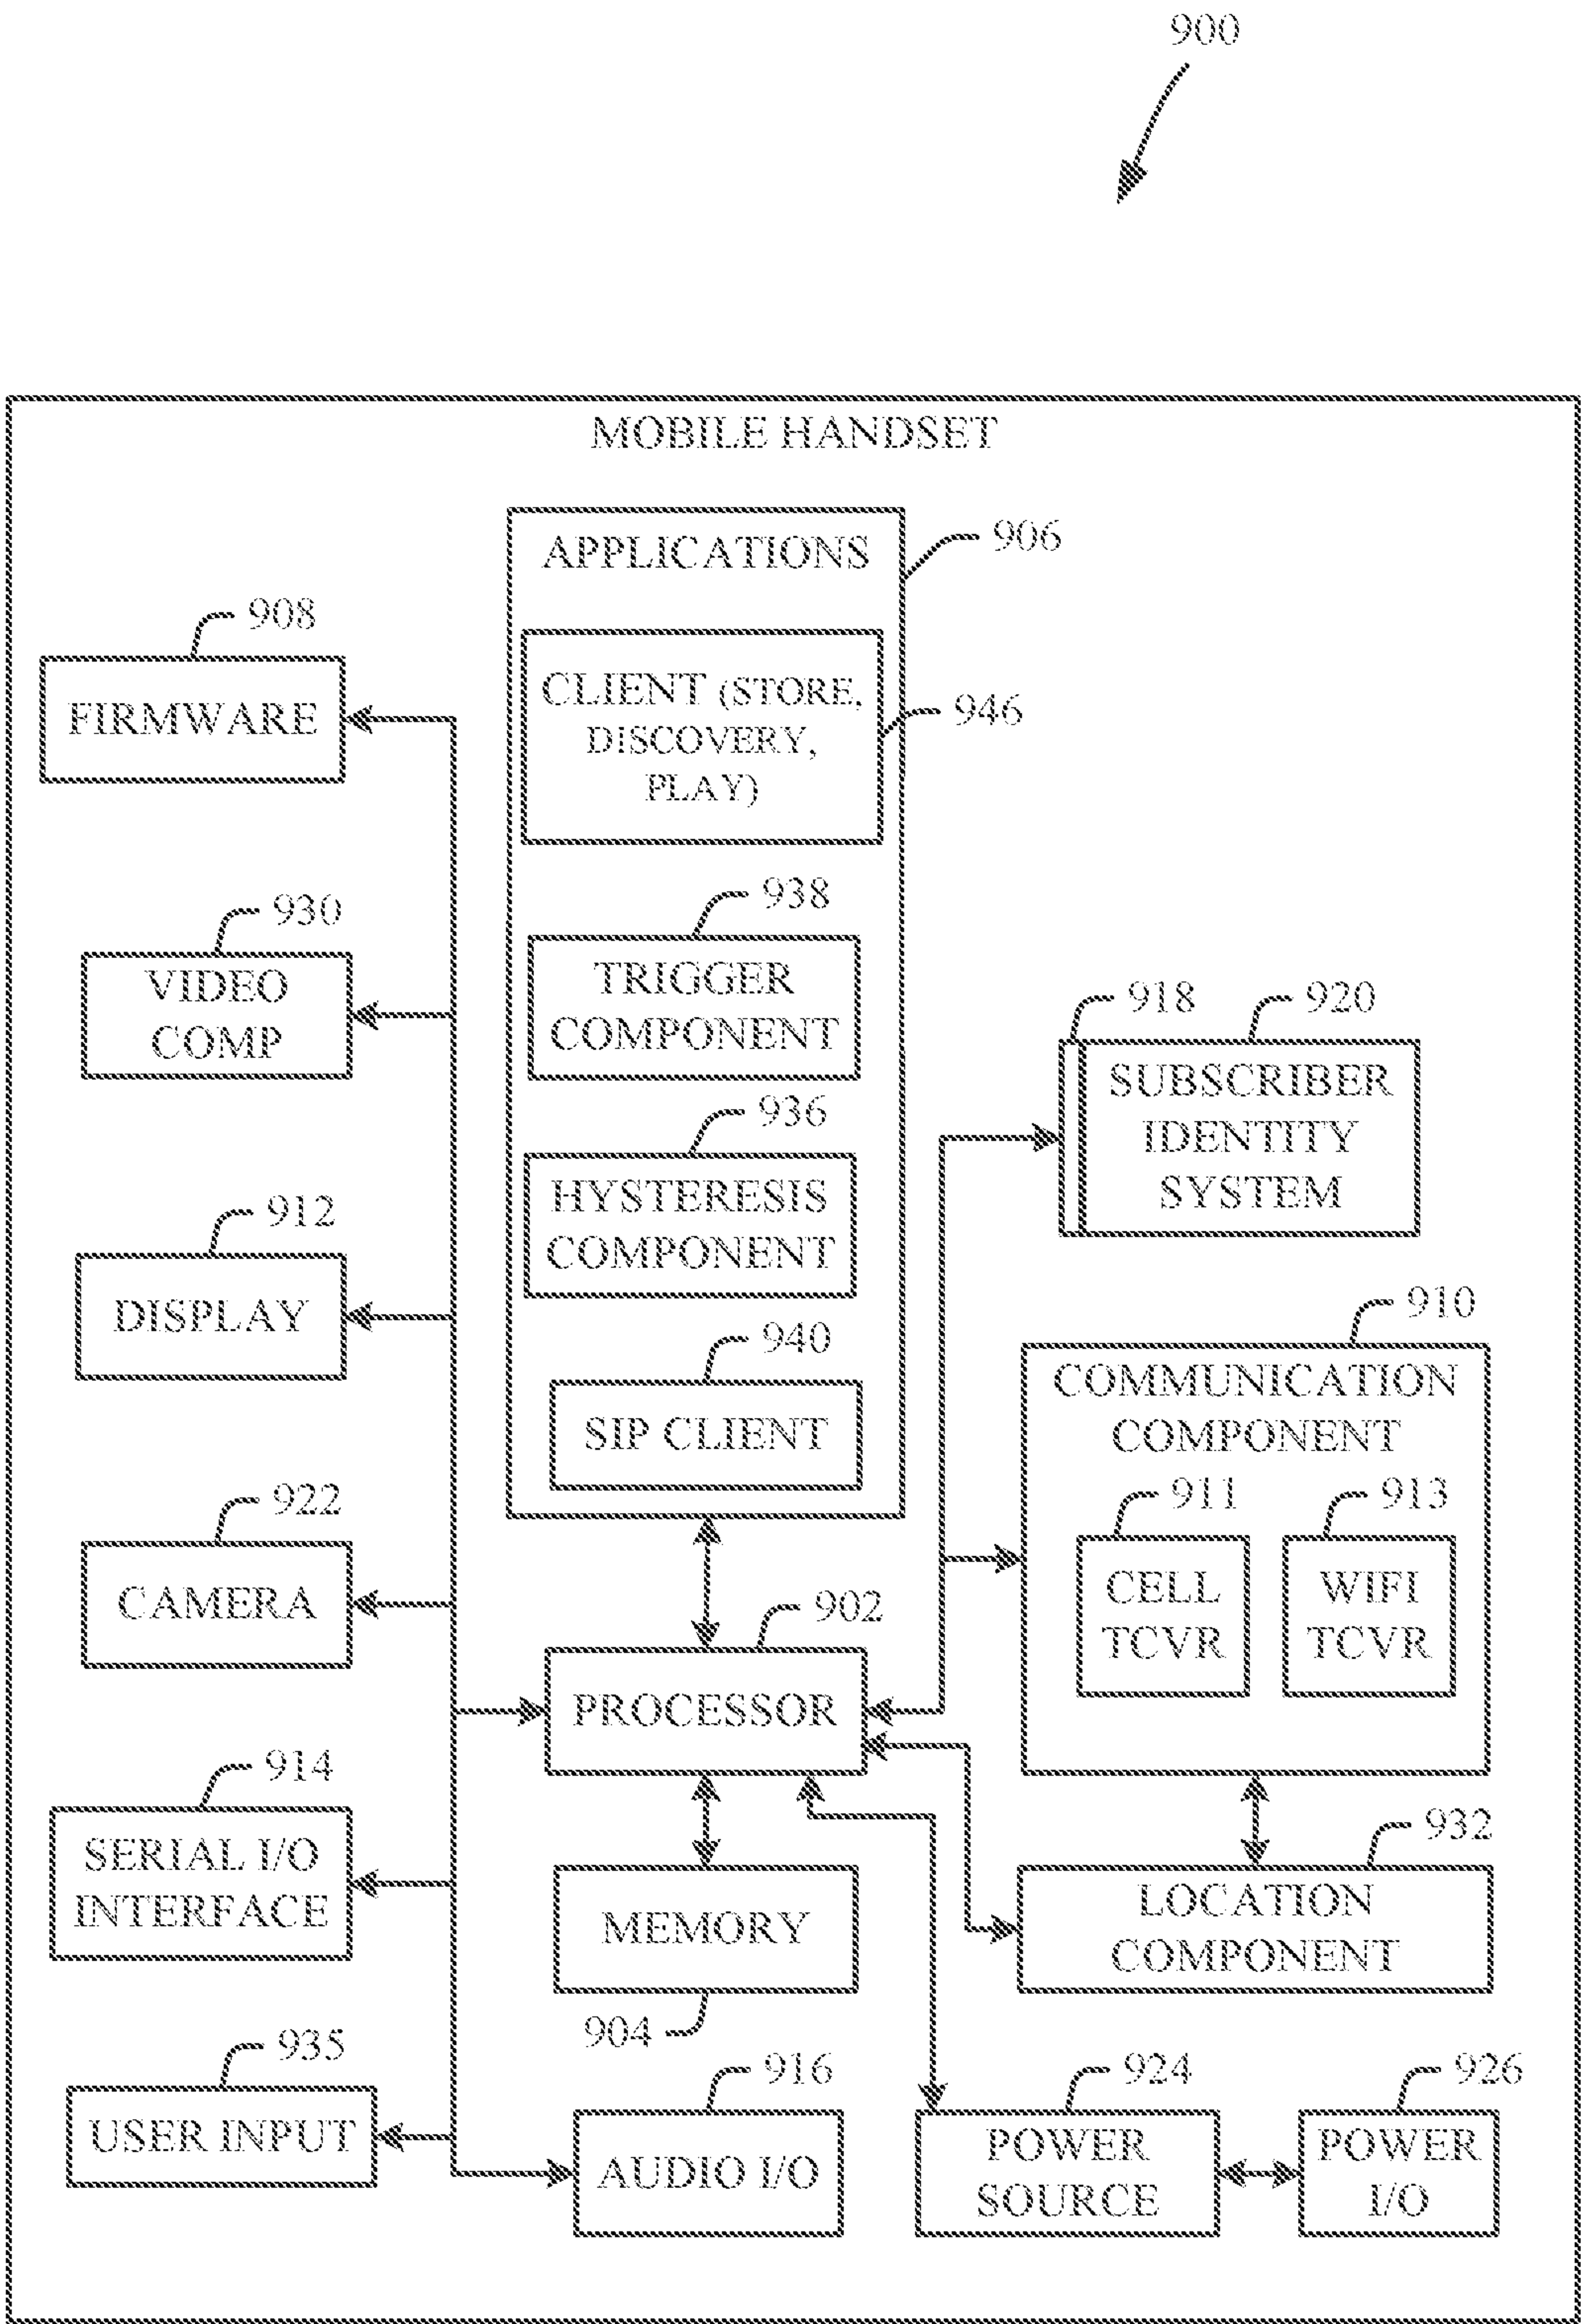 900
MOBILE HANDSET
APPLICATIONS
906
CLIENT (STORE,
DISCOVERY,
PLAY)
946
938
TRIGGER
COMPONENT
936
HYSTERESIS
COMPONENT
940
SIP CLIENT
908
FIRMWARE
930
VIDEO
COMP
912
DISPLAY
922
CAMERA
914
SERIAL I/O
INTERFACE
935
USER INPUT
902
PROCESSOR
MEMORY
904
916
AUDIO I/O
918
920
SUBSCRIBER
IDENTITY
SYSTEM
910
COMMUNICATION
COMPONENT
911
CELL
TCVR
913
WIFI
TCVR
932
LOCATION
COMPONENT
924
POWER
SOURCE
926
POWER
I/O